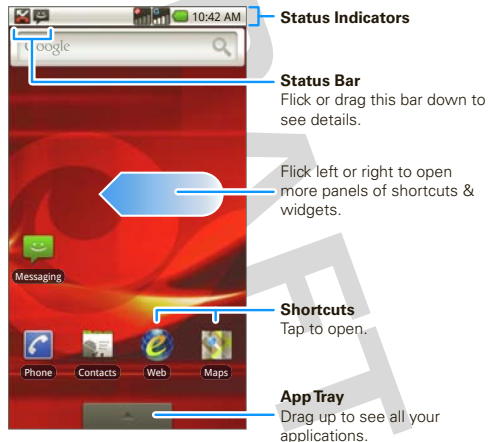 10:42 AM
Status Indicators
Google
Status Bar
Flick or drag this bar down to
see details.
Flick left or right to open
more panels of shortcuts &
widgets.
Messaging
Shortcuts
Tap to open.
Phone
Contacts
Web
Maps
App Tray
Drag up to see all your
applications.